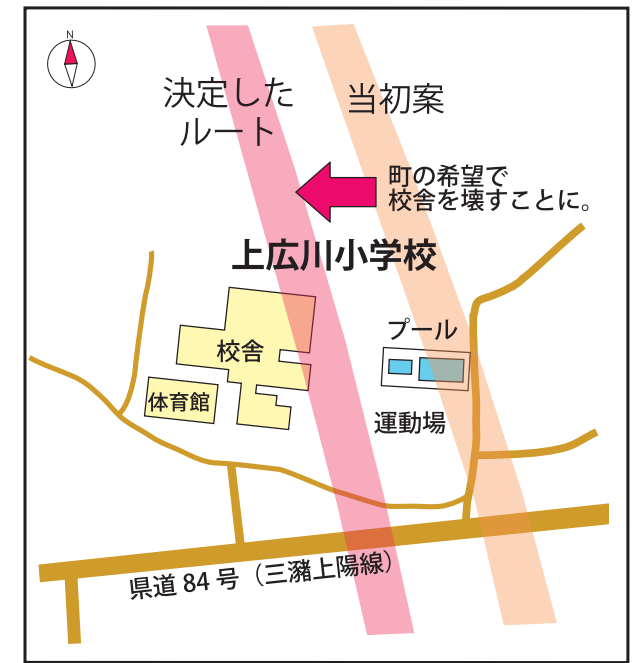 N
決定した
ルート
当初案
町の希望で
校舎を壊すことに。
上広川小学校
プール
校舎
体育館
運動場
県道 84 号（三瀦上陽線）